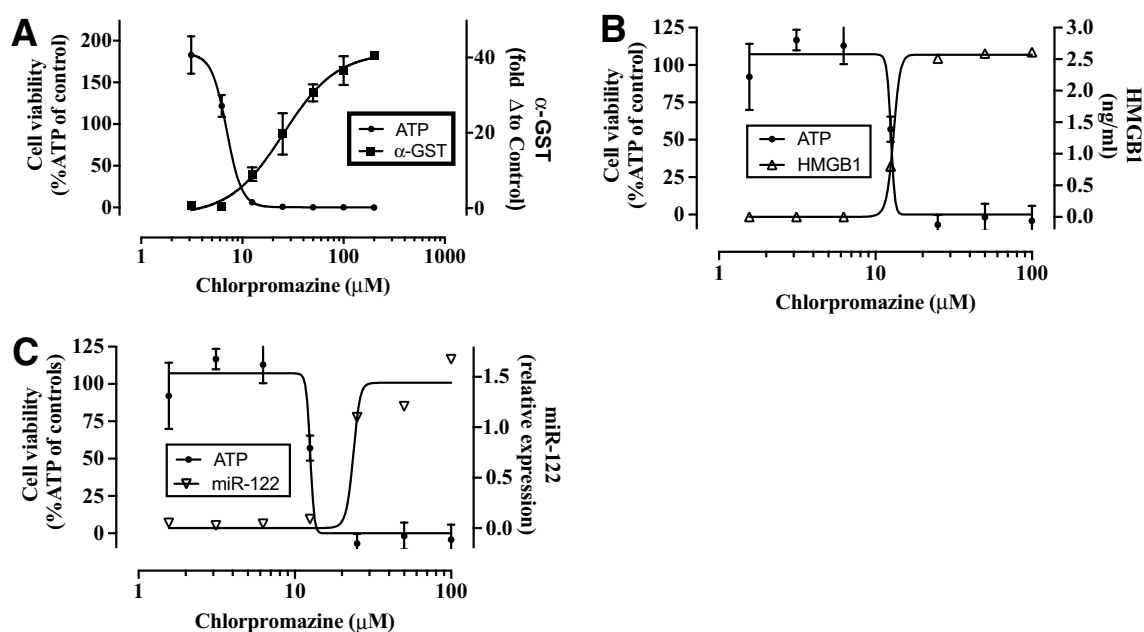 A
Cell viability
(%ATP of control)
200
150
100
50
0
ATP
α-GST
40
20
0
α-GST
(fold Δ to Control)
1
10
100
1000
Chlorpromazine (μM)
B
Cell viability
(%ATP of control)
125
100
75
50
25
0
ATP
HMGB1
3.0
2.5
2.0
1.5
1.0
0.5
0.0
HMGB1
(ng/ml)
1
10
100
Chlorpromazine (μM)
C
Cell viability
(%ATP of controls)
125
100
75
50
25
0
ATP
miR-122
1.5
1.0
0.5
0.0
miR-122
(relative expression)
1
10
100
Chlorpromazine (μM)